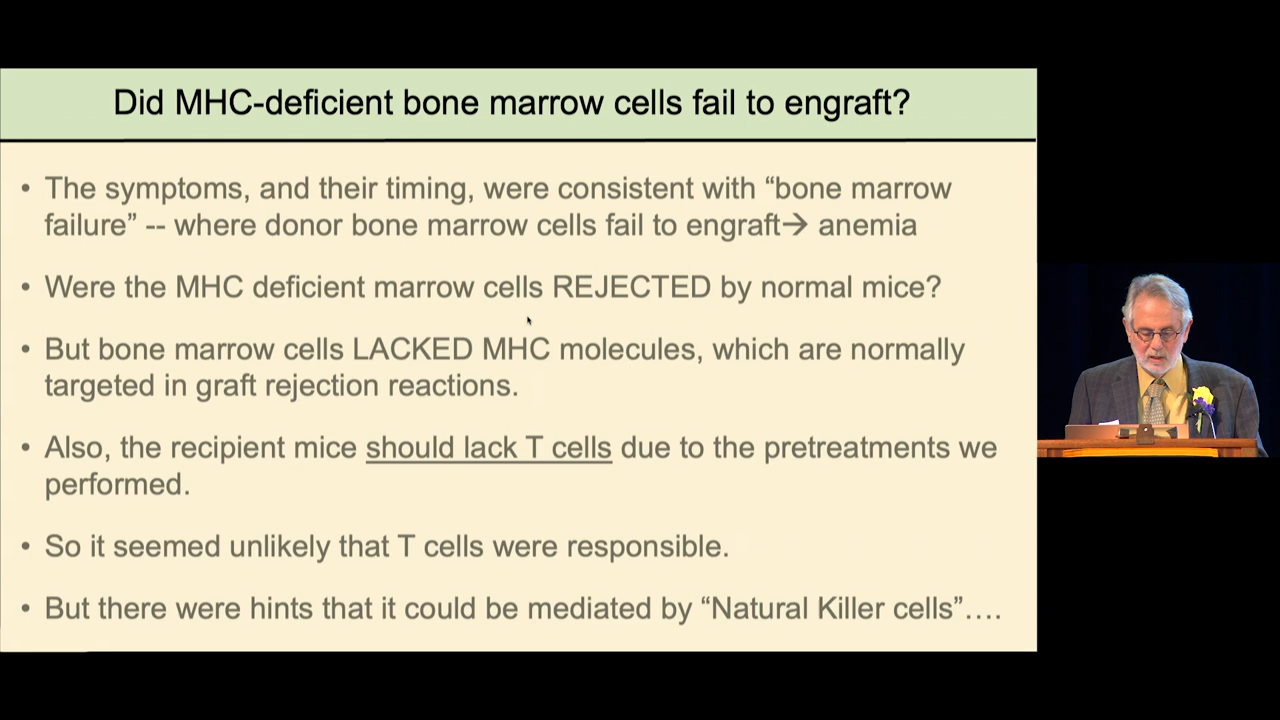 Did MHC-deficient bone marrow cells fail to engraft?
• The symptoms, and their timing, were consistent with “bone marrow
failure” -- where donor bone marrow cells fail to engraft→ anemia
• Were the MHC deficient marrow cells REJECTED by normal mice?
• But bone marrow cells LACKED MHC molecules, which are normally
targeted in graft rejection reactions.
• Also, the recipient mice should lack T cells due to the pretreatments we
performed.
• So it seemed unlikely that T cells were responsible.
• But there were hints that it could be mediated by “Natural Killer cells”….